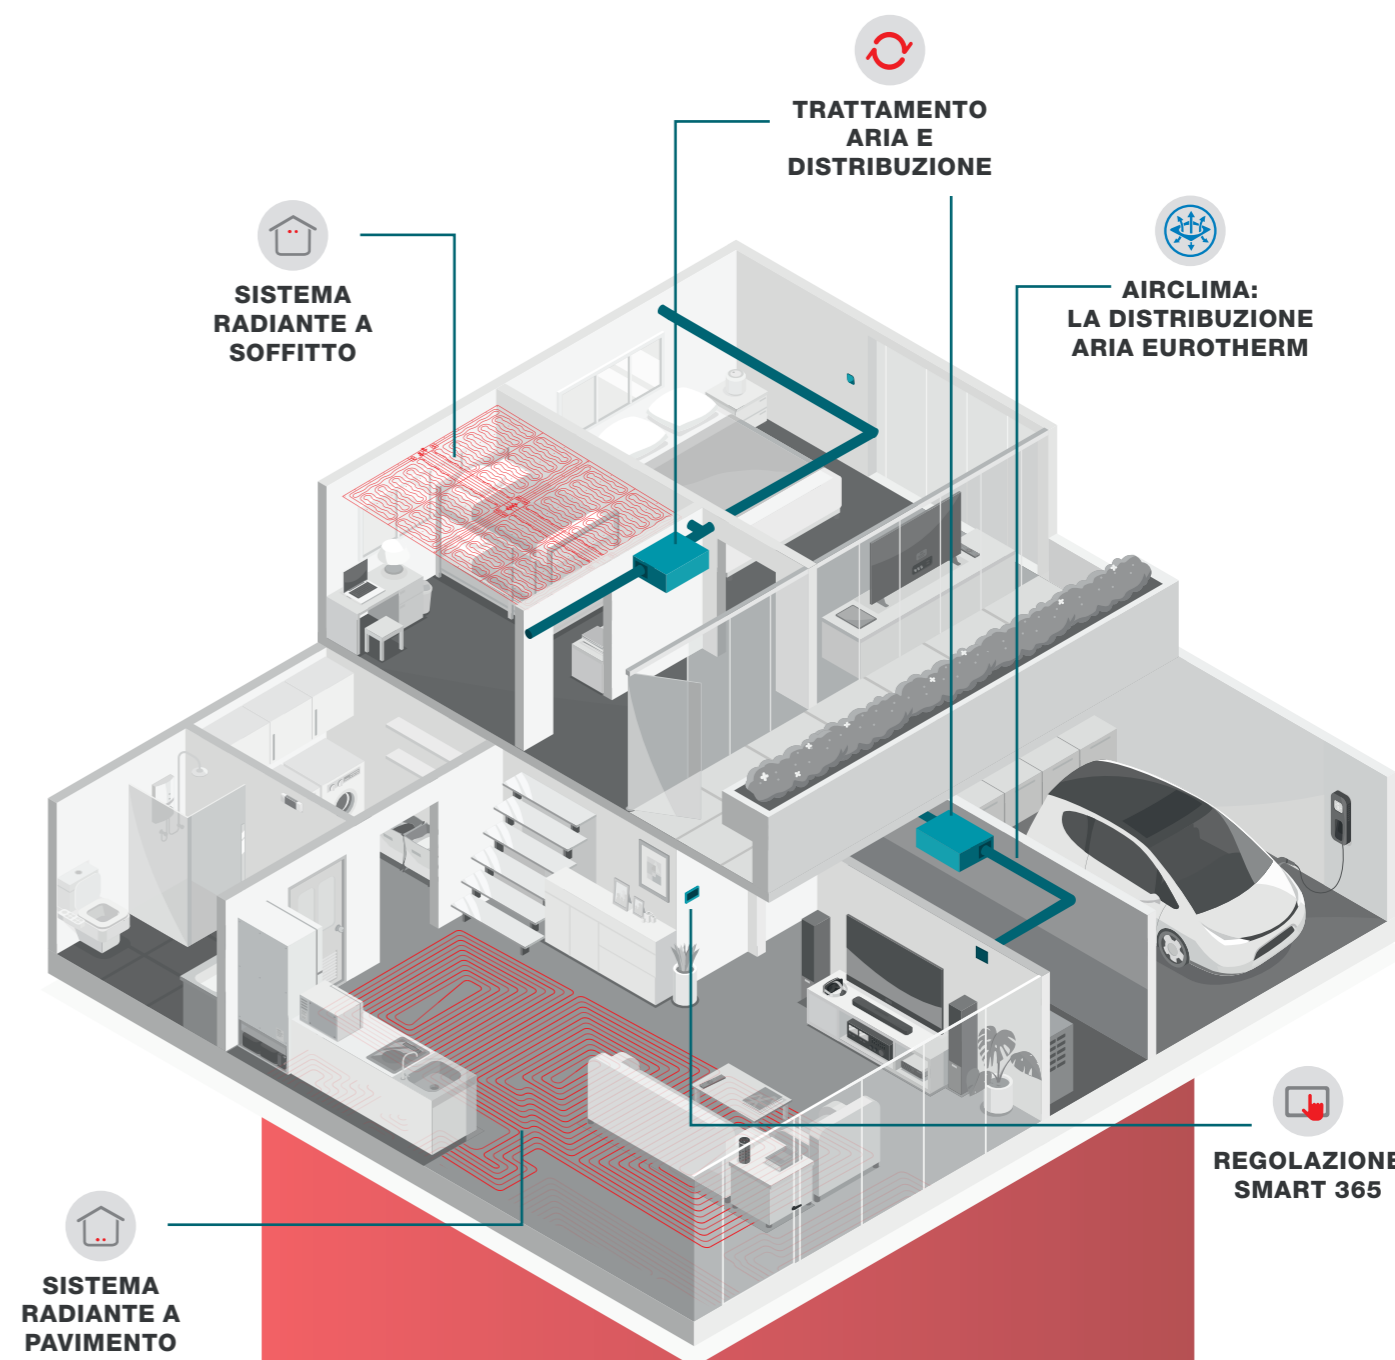 TRATTAMENTO
ARIA E
DISTRIBUZIONE
SISTEMA
RADIANTE A
SOFFITTO
AIRCLIMA:
LA DISTRIBUZIONE
ARIA EUROTHERM
REGOLAZIONE
SMART 365
SISTEMA
RADIANTE A
PAVIMENTO